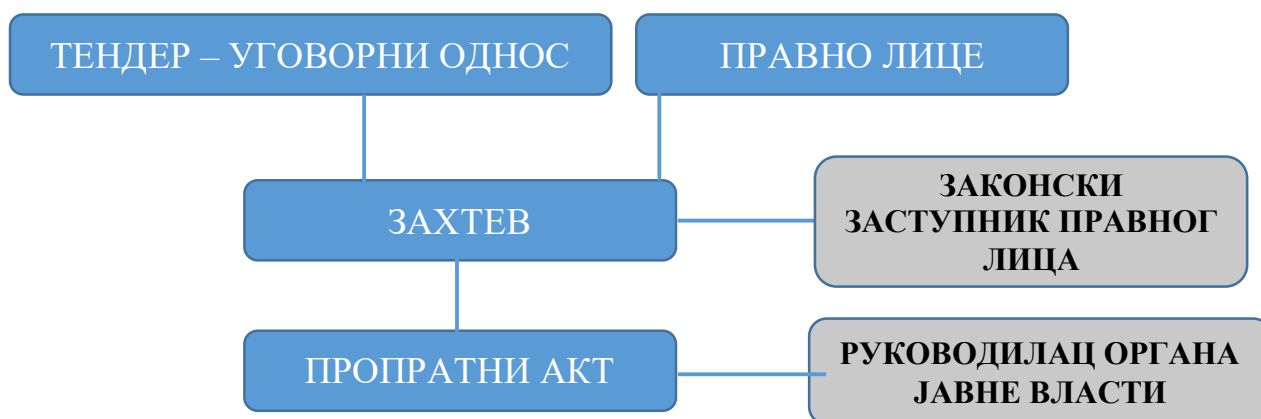 ТЕНДЕР – УГОВОРНИ ОДНОС
ПРАВНО ЛИЦЕ
ЗАХТЕВ
ЗАКОНСКИ
ЗАСТУПНИК ПРАВНОГ
ЛИЦА
ПРОПРАТНИ АКТ
РУКОВОДИЛАЦ ОРГАНА
ЈАВНЕ ВЛАСТИ